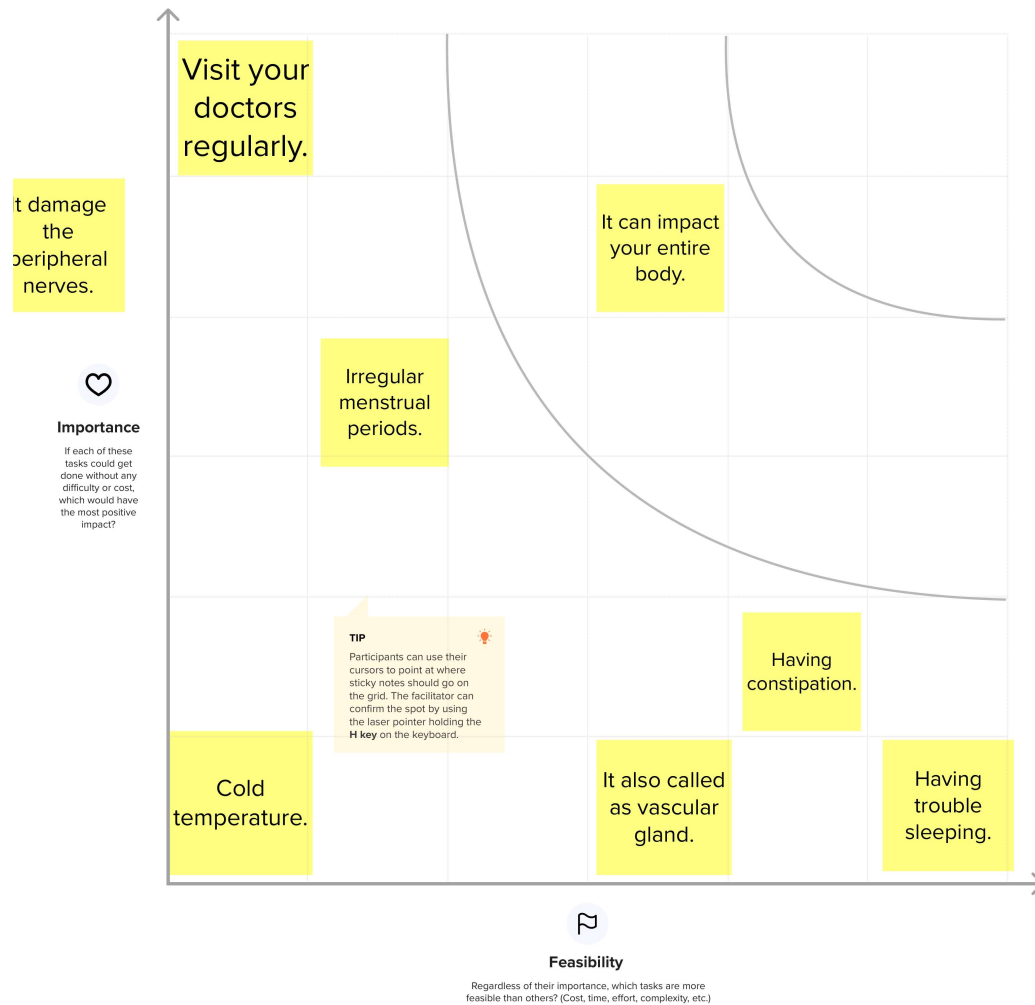 Visit your
doctors
regularly.
It damage
the
peripheral
nerves.
It can impact
your entire
body.
Irregular
menstrual
periods.
Importance
If each of these
tasks could get
done without any
difficulty or cost,
which would have
the most positive
impact?
TIP
Participants can use their
cursors to point at where
sticky notes should go on
the grid. The facilitator can
confirm the spot by using
the laser pointer holding the
H key on the keyboard.
Having
constipation.
Cold
temperature.
It also called
as vascular
gland.
Having
trouble
sleeping.
Feasibility
Regardless of their importance, which tasks are more
feasible than others? (Cost, time, effort, complexity, etc.)